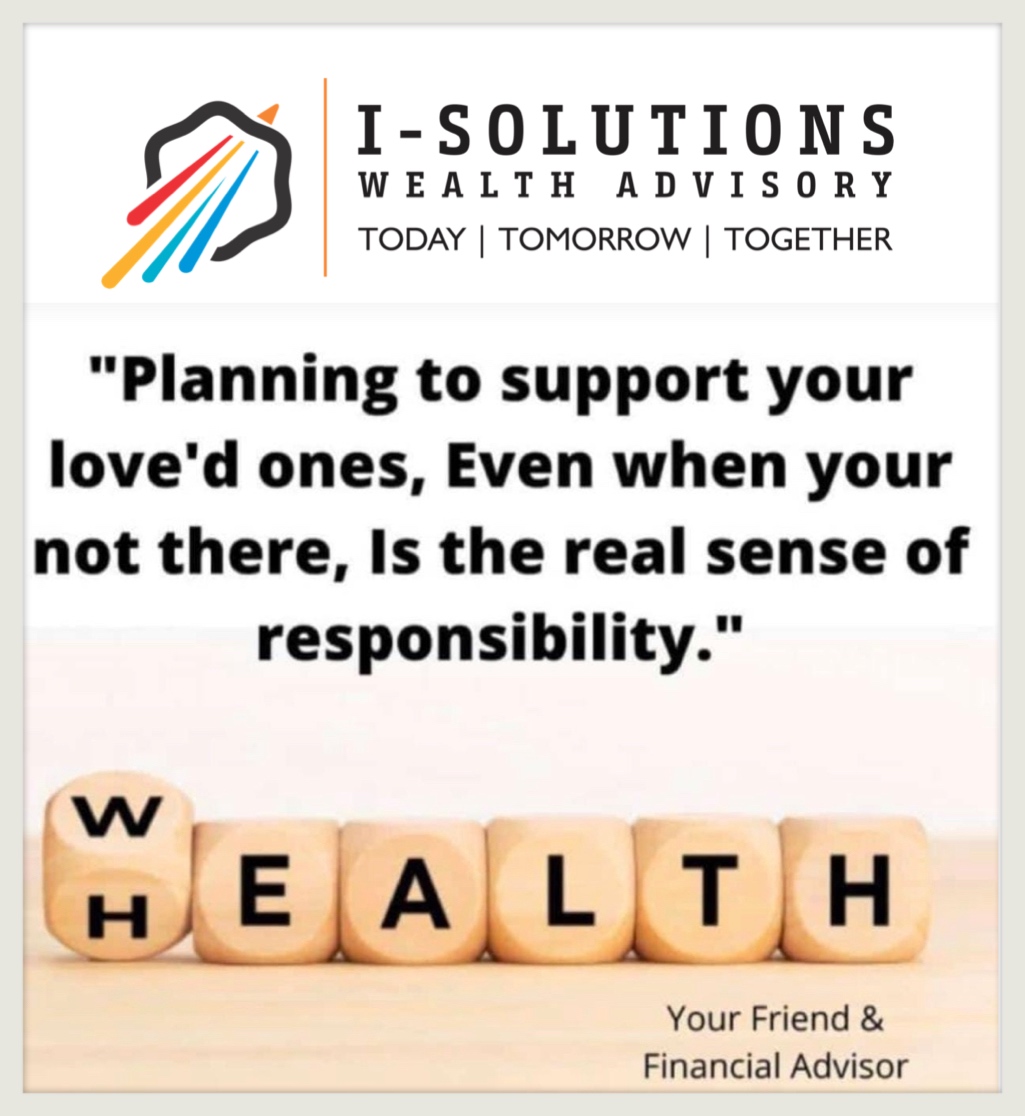 I-SOLUTIONS
WEALTH ADVISORY
TODAY | TOMORROW | TOGETHER
"Planning to support your
love'd ones, Even when your
not there, Is the real sense of
responsibility."
W
H E A L T H
Your Friend &
Financial Advisor